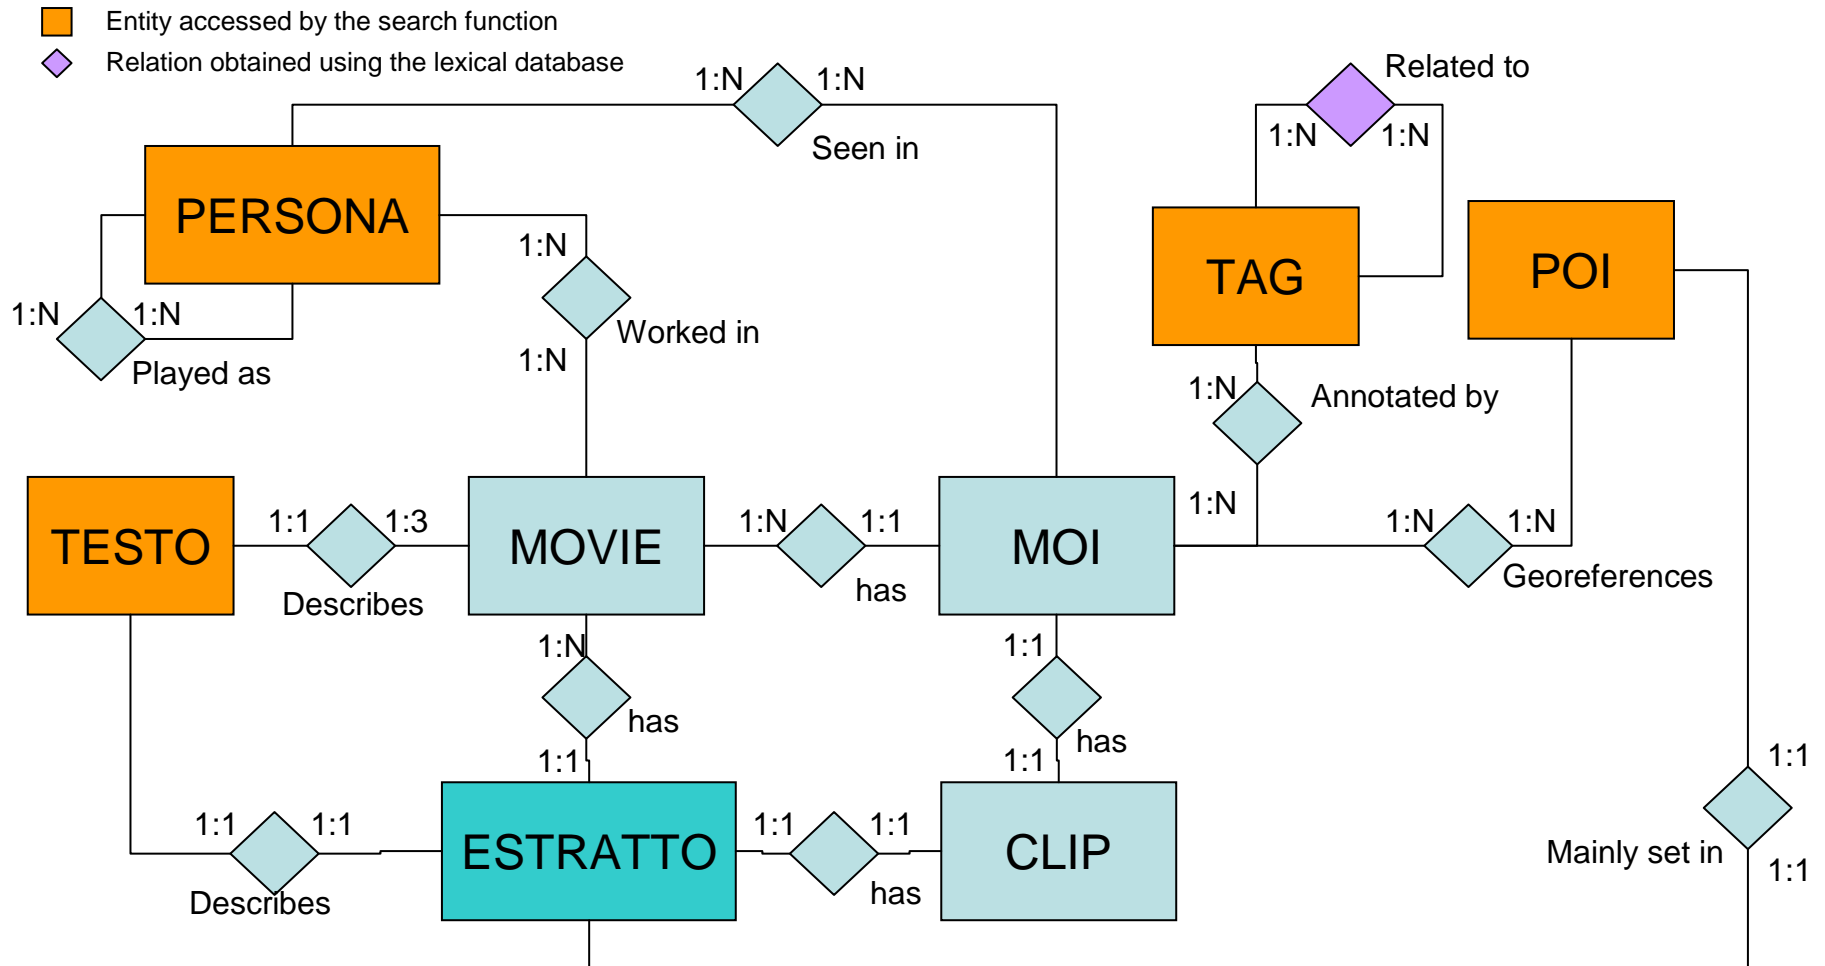 Entity accessed by the search function
Relation obtained using the lexical database
1:N 1:N
Seen in
Related to
1:N 1:N
PERSONA
TAG
POI
1:N
Worked in
1:N
1:N 1:N
Played as
1:N
Annotated by
1:N
TESTO
1:1 1:3
Describes
MOVIE
1:N 1:1
has
MOI
1:N 1:N
Georeferences
1:N
has
1:1
1:1
has
1:1
1:1 1:1
Describes
ESTRATTO
1:1 1:1
has
CLIP
1:1
Mainly set in
1:1